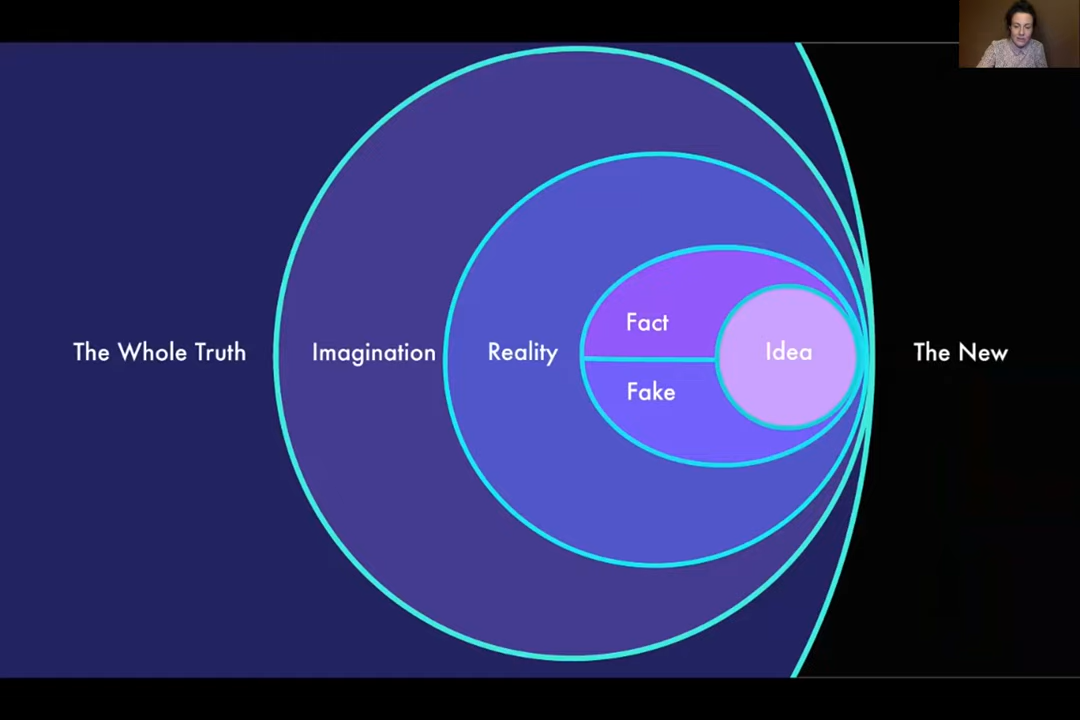 The Whole Truth
Imagination
Reality
Fact
Fake
Idea
The New